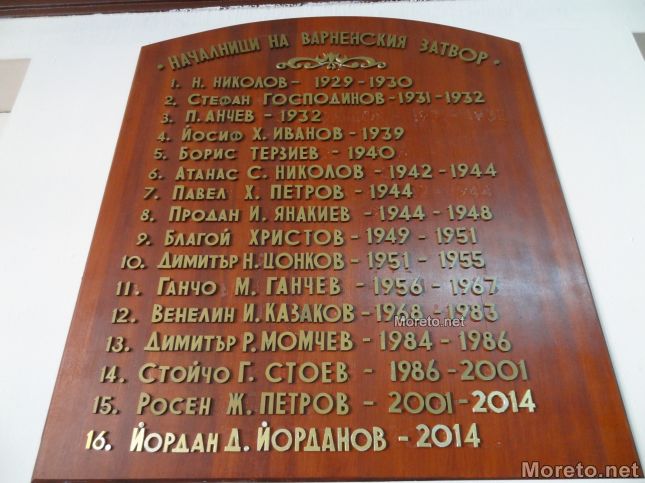 НАЧАЛНИЦИ НА ВАРНЕНСКИЯ ЗАТВОР
1. Н. НИКОЛОВ - 1929 - 1930
2. СТЕФАН ГОСПОДИНОВ - 1931 - 1932
3. П. АНЧЕВ - 1932
4. ЙОСИФ Х. ИВАНОВ - 1939
5. БОРИС ТЕРЗИЕВ - 1940
6. АТАНАС С. НИКОЛОВ - 1942 - 1944
7. ПАВЕЛ Х. ПЕТРОВ - 1944
8. ПРОДАН И. ЯНАКИЕВ - 1944 - 1948
9. БЛАГОЙ ХРИСТОВ - 1949 - 1951
10. ДИМИТЪР Н. ЦОНКОВ - 1951 - 1955
11. ГАНЧО М. ГАНЧЕВ - 1956 - 1967
12. ВЕНЕЛИН И. КАЗАКОВ - 1968 - 1983
Moreto.net
13. ДИМИТЪР Р. МОМЧЕВ - 1984 - 1986
14. СТОЙЧО Г. СТОЕВ - 1986 - 2001
15. РОСЕН Ж. ПЕТРОВ - 2001 - 2014
16. ЙОРДАН Д. ЙОРДАНОВ - 2014
Moreto.net